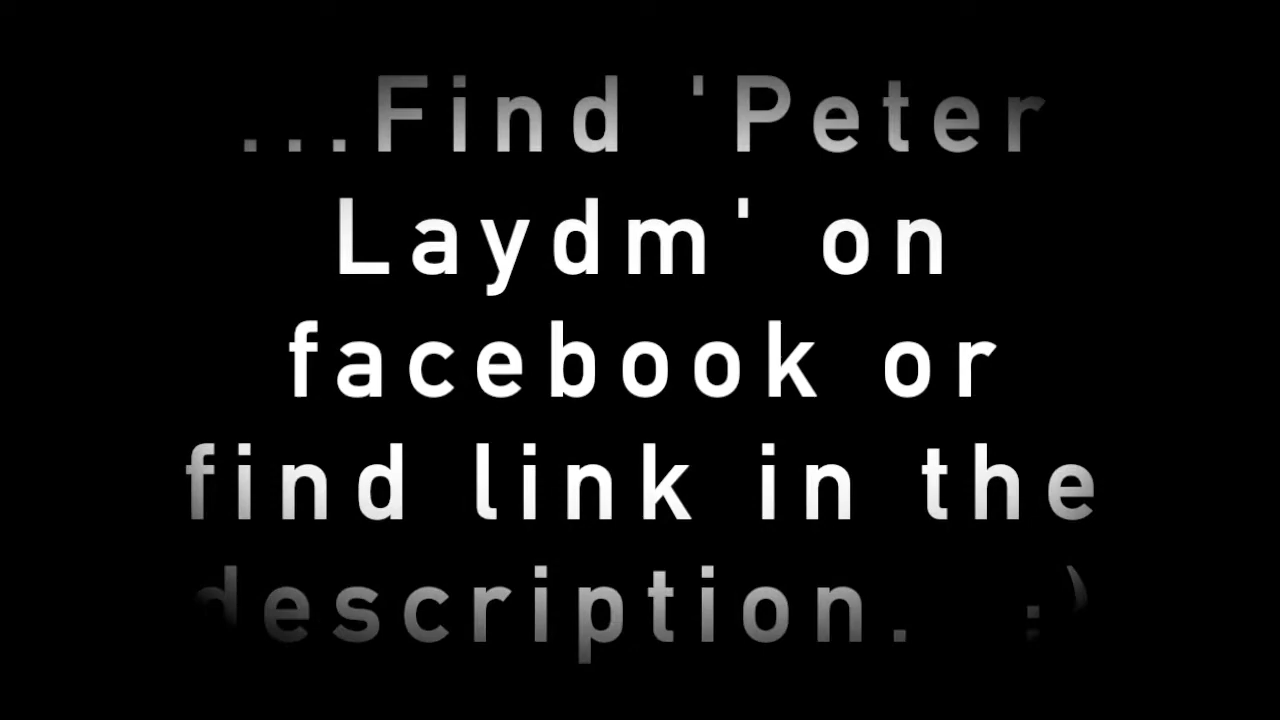 ...Find 'Peter
Laydm' on
facebook or
find link in the
description. :)